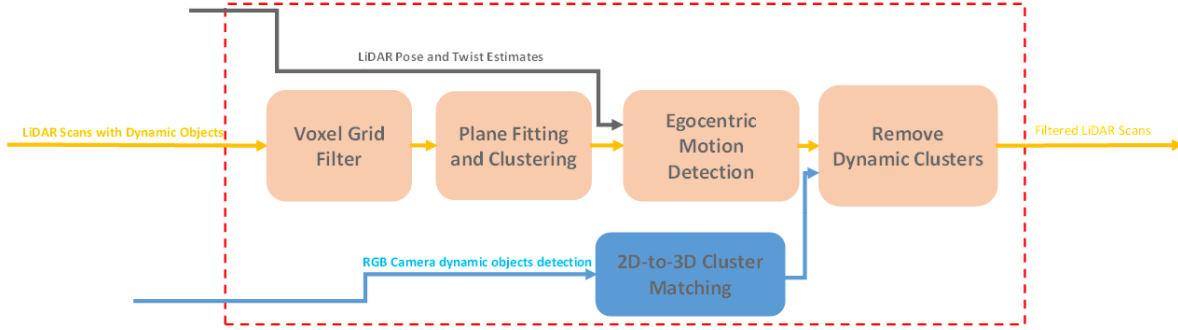 LiDAR Pose and Twist Estimates
LiDAR Scans with Dynamic Objects
Voxel Grid
Filter
Plane Fitting
and Clustering
Egocentric
Motion
Detection
Remove
Dynamic Clusters
Filtered LiDAR Scans
RGB Camera dynamic objects detection
2D-to-3D Cluster
Matching